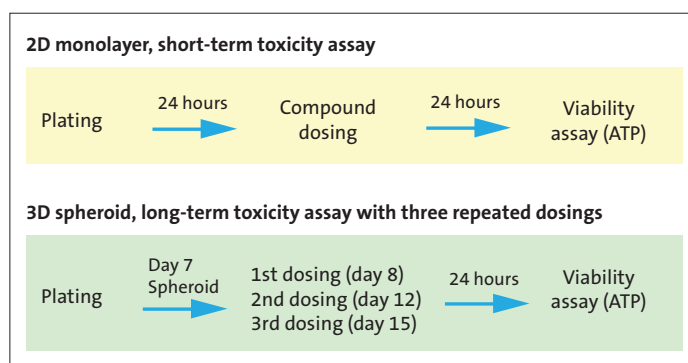 2D monolayer, short-term toxicity assay
Plating
24 hours
Compound
dosing
24 hours
Viability
assay (ATP)
3D spheroid, long-term toxicity assay with three repeated dosings
Plating
Day 7
Spheroid
1st dosing (day 8)
2nd dosing (day 12)
3rd dosing (day 15)
24 hours
Viability
assay (ATP)